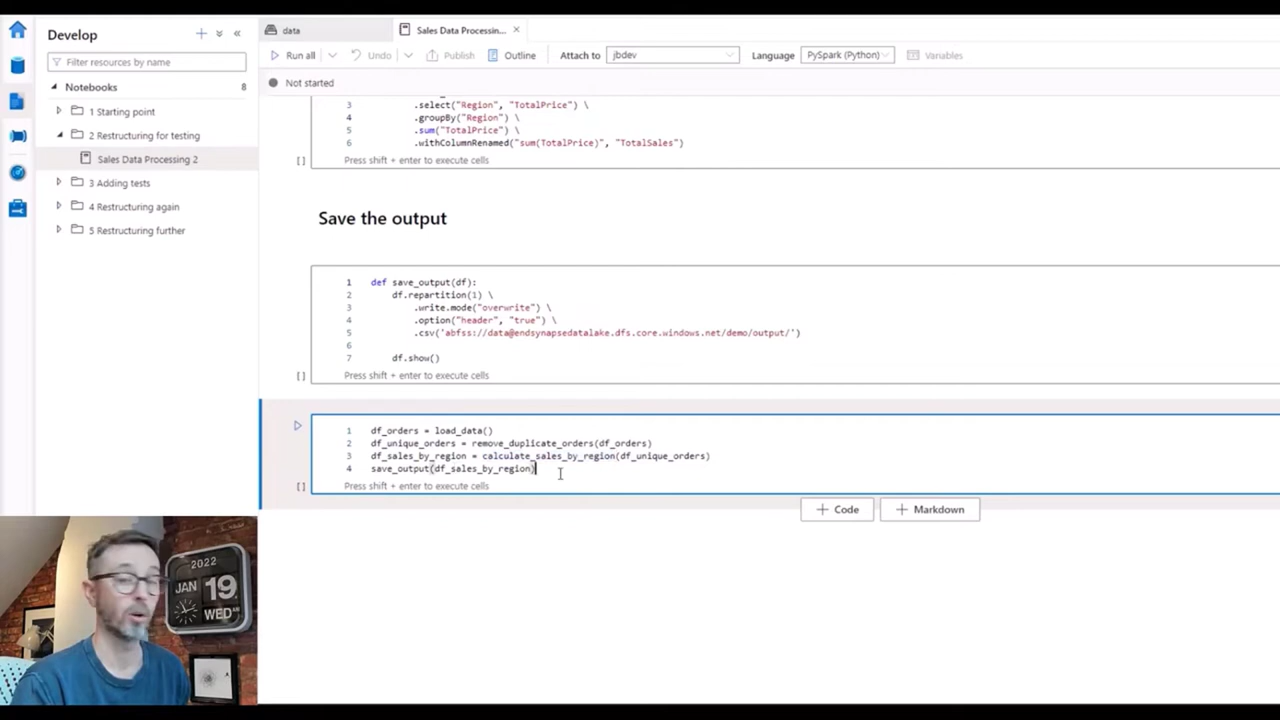 data
Sales Data Processing...
Develop
Filter resources by name
Notebooks
8
1 Starting point
2 Restructuring for testing
Sales Data Processing 2
3 Adding tests
4 Restructuring again
5 Restructuring further
Run all
Undo
Publish
Outline
Attach to
jbdev
Language
PySpark (Python)
Variables
Not started
3 .select("Region", "TotalPrice") \
4 .groupBy("Region") \
5 .sum("TotalPrice") \
6 .withColumnRenamed("sum(TotalPrice)", "TotalSales")
[ ] Press shift + enter to execute cells
Save the output
1 def save_output(df):
2 df.repartition(1) \
3 .write.mode("overwrite") \
4 .option("header", "true") \
5 .csv('abfss://data@endsynapsedatalake.dfs.core.windows.net/demo/output/')
6
7 df.show()
[ ] Press shift + enter to execute cells
1 df_orders = load_data()
2 df_unique_orders = remove_duplicate_orders(df_orders)
3 df_sales_by_region = calculate_sales_by_region(df_unique_orders)
4 save_output(df_sales_by_region)
[ ] Press shift + enter to execute cells
+ Code
+ Markdown
2022
JAN 19
WED